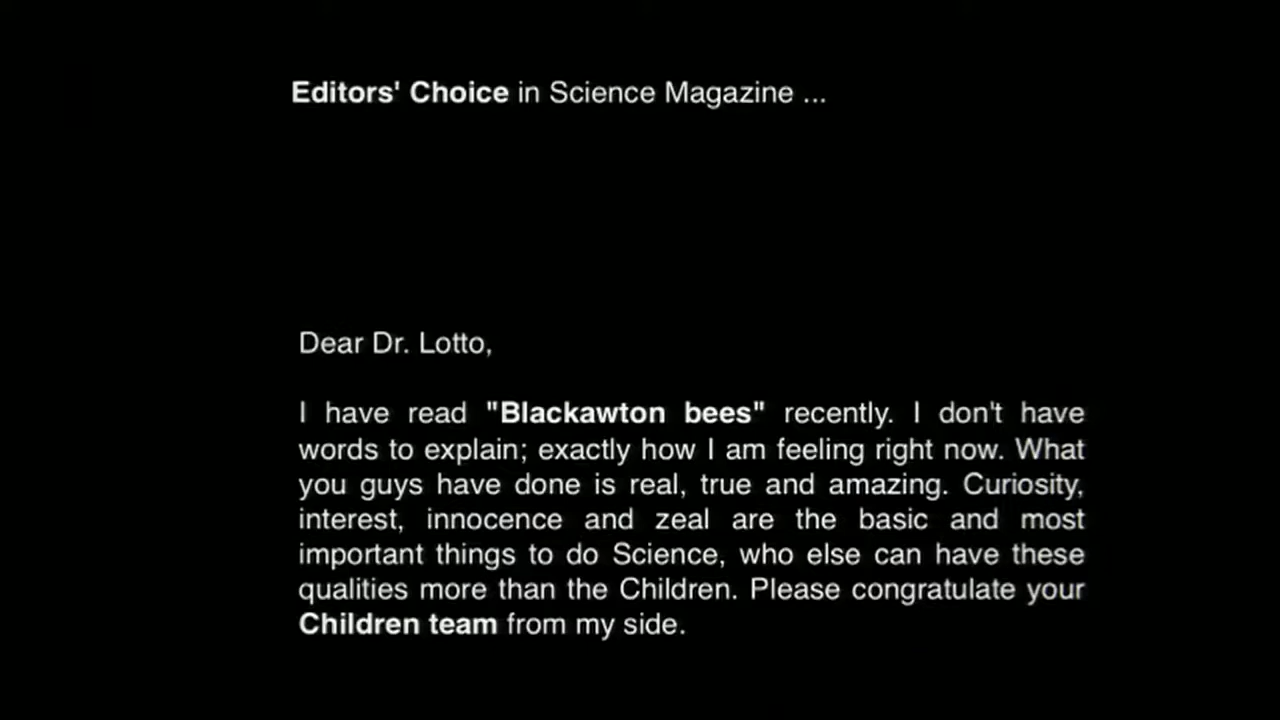 Editors' Choice in Science Magazine ...
Dear Dr. Lotto,
I have read "Blackawton bees" recently. I don't have
words to explain; exactly how I am feeling right now. What
you guys have done is real, true and amazing. Curiosity,
interest, innocence and zeal are the basic and most
important things to do Science, who else can have these
qualities more than the Children. Please congratulate your
Children team from my side.